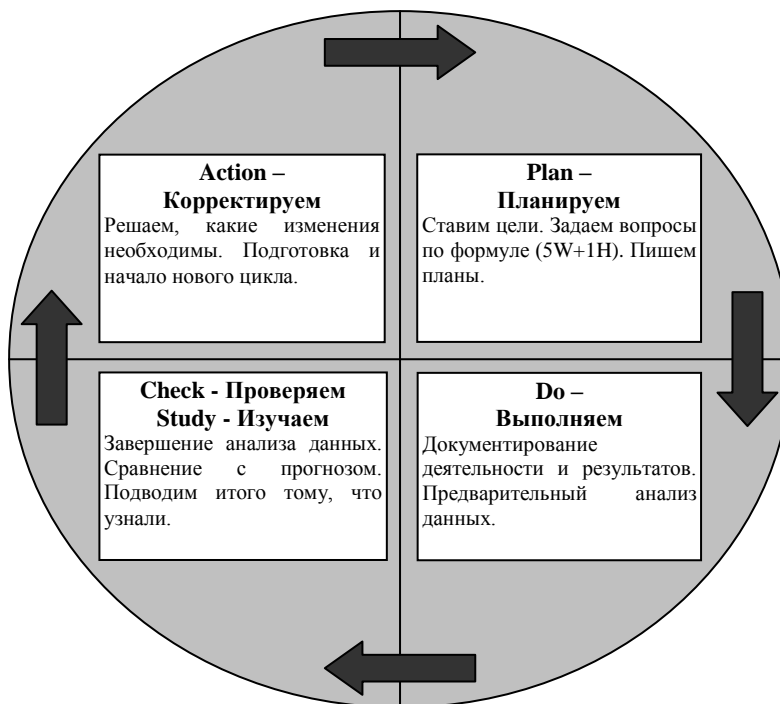 Action –
Корректируем
Решаем, какие изменения
необходимы. Подготовка и
начало нового цикла.
Plan –
Планируем
Ставим цели. Задаем вопросы
по формуле (5W+1H). Пишем
планы.
Check - Проверяем
Study - Изучаем
Завершение анализа данных.
Сравнение с прогнозом.
Подводим итого тому, что
узнали.
Do –
Выполняем
Документирование
деятельности и результатов.
Предварительный анализ
данных.